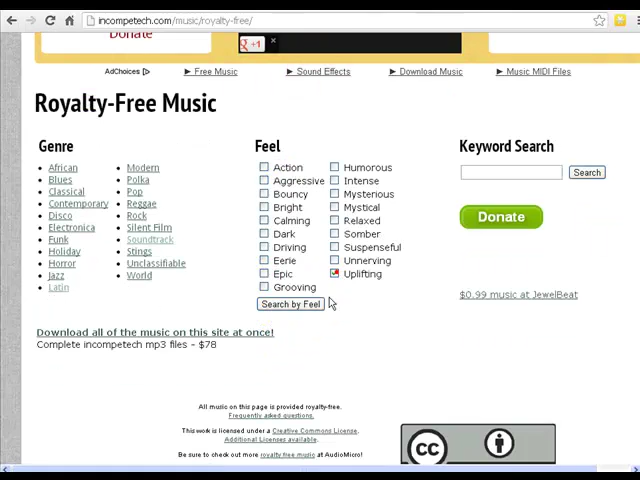 incompetech.com/music/royalty-free/
Donate
g +1
AdChoices
► Free Music
► Sound Effects
► Download Music
► Music MIDI Files
Royalty-Free Music
Genre
African
Blues
Classical
Contemporary
Disco
Electronica
Funk
Holiday
Horror
Jazz
Latin
Modern
Polka
Pop
Reggae
Rock
Silent Film
Soundtrack
Stings
Unclassifiable
World
Feel
Action
Aggressive
Bouncy
Bright
Calming
Dark
Driving
Eerie
Epic
Grooving
Humorous
Intense
Mysterious
Mystical
Relaxed
Somber
Suspenseful
Unnerving
Uplifting
Search by Feel
Keyword Search
Search
Donate
$0.99 music at JewelBeat
Download all of the music on this site at once!
Complete incompetech mp3 files - $78
All music on this page is provided royalty-free.
Frequently asked questions.
This work is licensed under a Creative Commons License.
Additional Licenses available.
Be sure to check out more royalty free music at AudioMicro!
CC